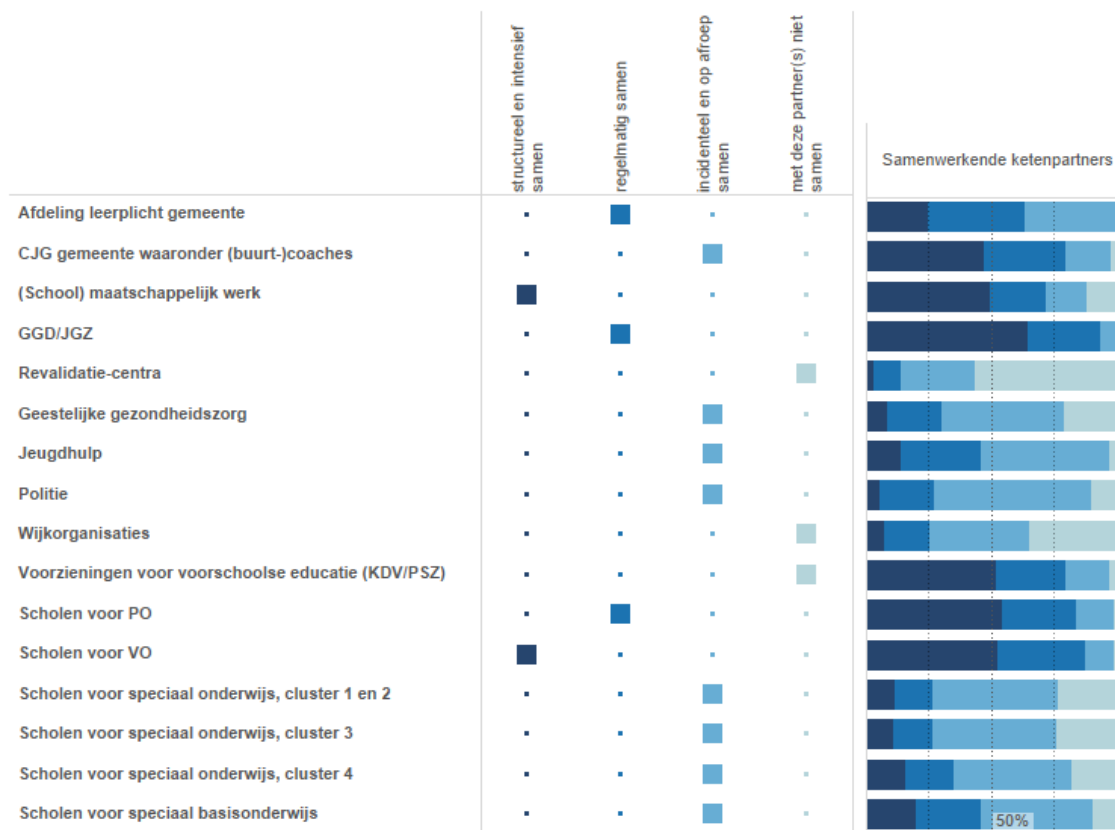 structureel en intensief
samen
regelmatig samen
incidenteel en op afroep
samen
met deze partner(s) niet
samen
Samenwerkende ketenpartners
Afdeling leerplicht gemeente
CJG gemeente waaronder (buurt-)coaches
(School) maatschappelijk werk
GGD/JGZ
Revalidatie-centra
Geestelijke gezondheidszorg
Jeugdhulp
Politie
Wijkorganisaties
Voorzieningen voor voorschoolse educatie (KDV/PSZ)
Scholen voor PO
Scholen voor VO
Scholen voor speciaal onderwijs, cluster 1 en 2
Scholen voor speciaal onderwijs, cluster 3
Scholen voor speciaal onderwijs, cluster 4
Scholen voor speciaal basisonderwijs
50%